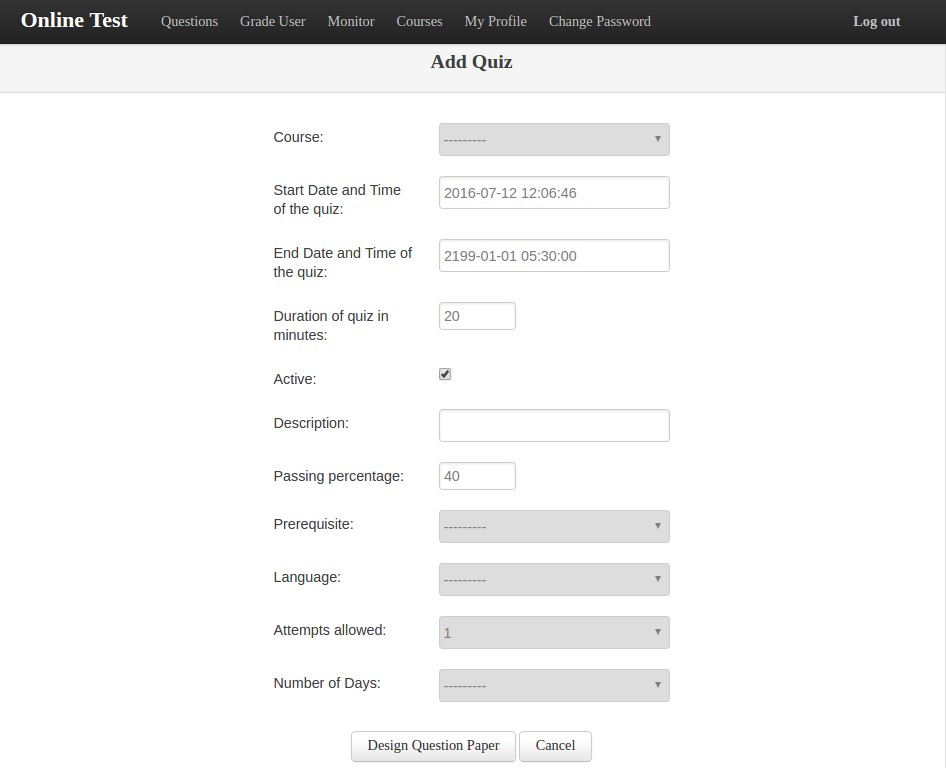 Online Test Questions Grade User Monitor Courses My Profile Change Password Log out
Add Quiz
Course: ---------
Start Date and Time
of the quiz:
2016-07-12 12:06:46
End Date and Time of
the quiz:
2199-01-01 05:30:00
Duration of quiz in
minutes:
20
Active:
Description:
Passing percentage: 40
Prerequisite: ---------
Language: ---------
Attempts allowed: 1
Number of Days: ---------
Design Question Paper Cancel